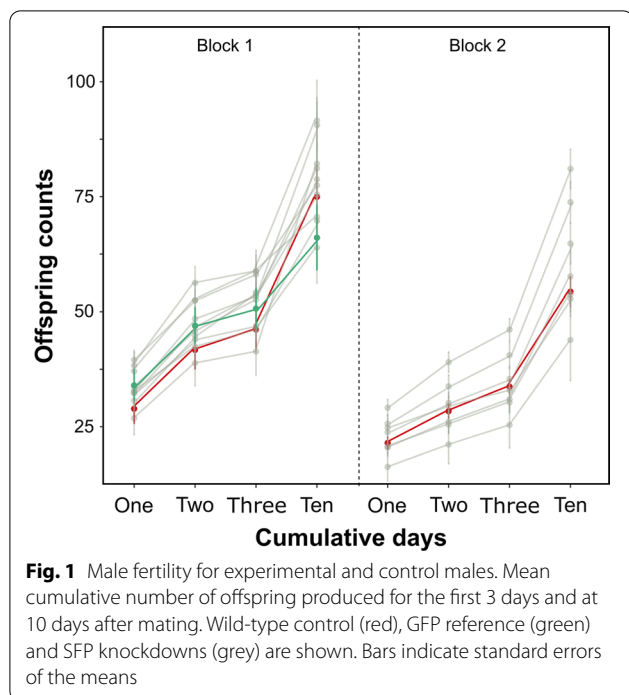 Block 1
Block 2
100
75
50
25
Offspring counts
One Two Three Ten One Two Three Ten
Cumulative days
Fig. 1 Male fertility for experimental and control males. Mean
cumulative number of offspring produced for the first 3 days and at
10 days after mating. Wild-type control (red), GFP reference (green)
and SFP knockdowns (grey) are shown. Bars indicate standard errors
of the means